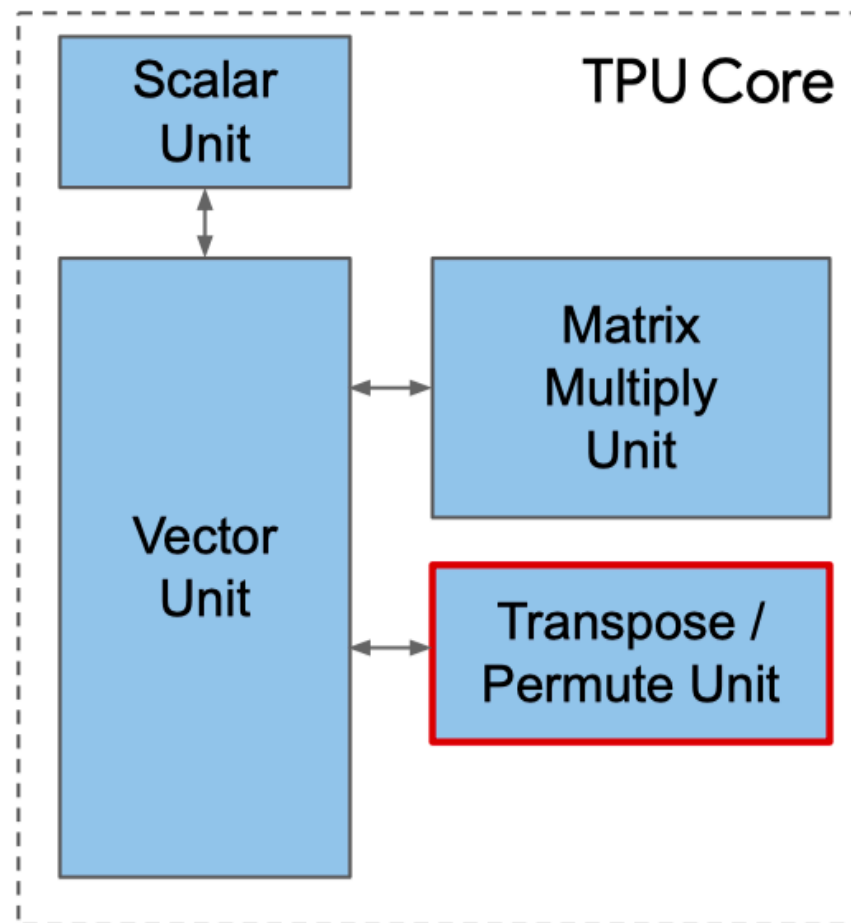 Scalar
Unit
TPU Core
Matrix
Multiply
Unit
Vector
Unit
Transpose /
Permute Unit